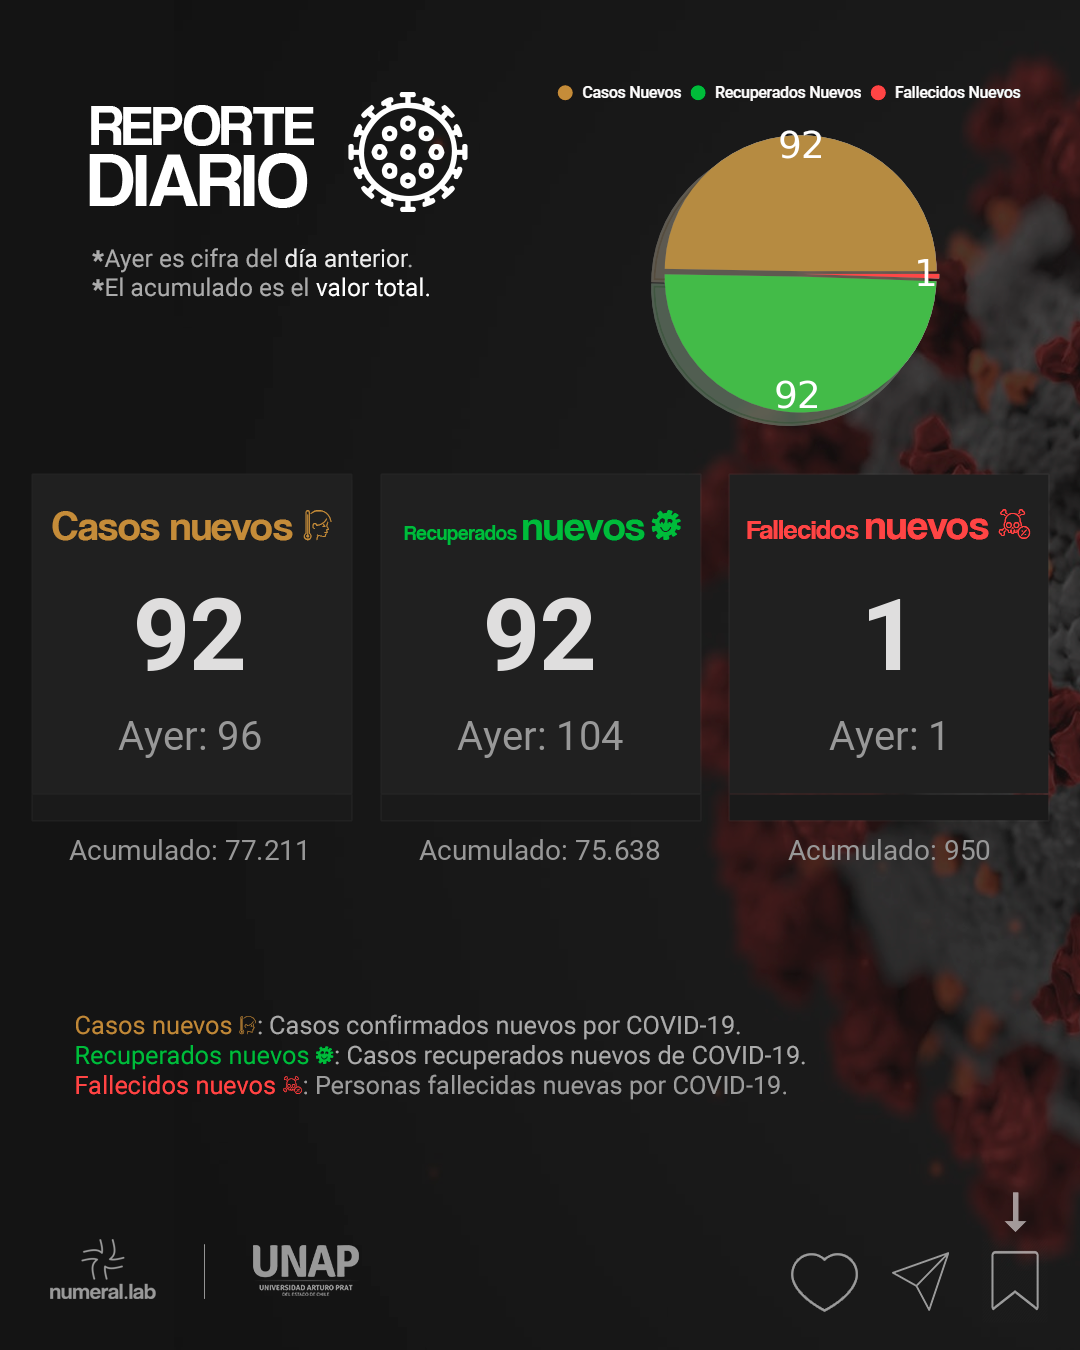 REPORTE
DIARIO
*Ayer es cifra del día anterior.
*El acumulado es el valor total.
Casos Nuevos Recuperados Nuevos Fallecidos Nuevos
92
1
92
Casos nuevos
92
Ayer: 96
Acumulado: 77.211
Recuperados nuevos
92
Ayer: 104
Acumulado: 75.638
Fallecidos nuevos
1
Ayer: 1
Acumulado: 950
Casos nuevos : Casos confirmados nuevos por COVID-19.
Recuperados nuevos : Casos recuperados nuevos de COVID-19.
Fallecidos nuevos : Personas fallecidas nuevas por COVID-19.
numeral.lab
UNAP
UNIVERSIDAD ARTURO PRAT
DEL ESTADO DE CHILE